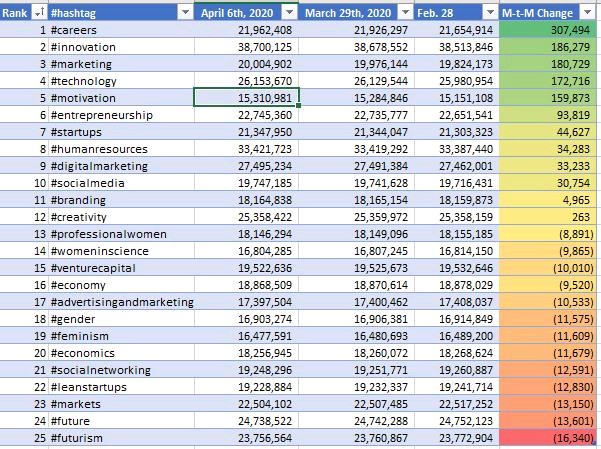 Rank #hashtag April 6th, 2020 March 29th, 2020 Feb. 28 M-t-M Change
1 #careers 21,962,408 21,926,297 21,654,914 307,494
2 #innovation 38,700,125 38,678,552 38,513,846 186,279
3 #marketing 20,004,902 19,976,144 19,824,173 180,729
4 #technology 26,153,670 26,129,544 25,980,954 172,716
5 #motivation 15,310,981 15,284,846 15,151,108 159,873
6 #entrepreneurship 22,745,360 22,735,777 22,651,541 93,819
7 #startups 21,347,950 21,344,047 21,303,323 44,627
8 #humanresources 33,421,723 33,419,292 33,387,440 34,283
9 #digitalmarketing 27,495,234 27,491,384 27,462,001 33,233
10 #socialmedia 19,747,185 19,741,628 19,716,431 30,754
11 #branding 18,164,838 18,165,154 18,159,873 4,965
12 #creativity 25,358,422 25,359,972 25,358,159 263
13 #professionalwomen 18,146,294 18,149,096 18,155,185 (8,891)
14 #womeninscience 16,804,285 16,807,245 16,814,150 (9,865)
15 #venturecapital 19,522,636 19,525,673 19,532,646 (10,010)
16 #economy 18,868,509 18,870,614 18,878,029 (9,520)
17 #advertisingandmarketing 17,397,504 17,400,462 17,408,037 (10,533)
18 #gender 16,903,274 16,906,381 16,914,849 (11,575)
19 #feminism 16,477,591 16,480,693 16,489,200 (11,609)
20 #economics 18,256,945 18,260,072 18,268,624 (11,679)
21 #socialnetworking 19,248,296 19,251,771 19,260,887 (12,591)
22 #leanstartups 19,228,884 19,232,337 19,241,714 (12,830)
23 #markets 22,504,102 22,507,485 22,517,252 (13,150)
24 #future 24,738,522 24,742,288 24,752,123 (13,601)
25 #futurism 23,756,564 23,760,867 23,772,904 (16,340)